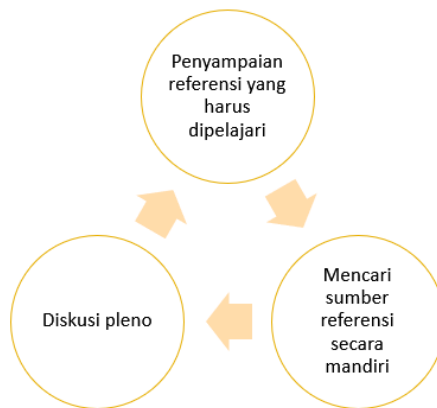 Penyampaian
referensi yang
harus
dipelajari
Mencari
sumber
referensi
secara
mandiri
Diskusi pleno